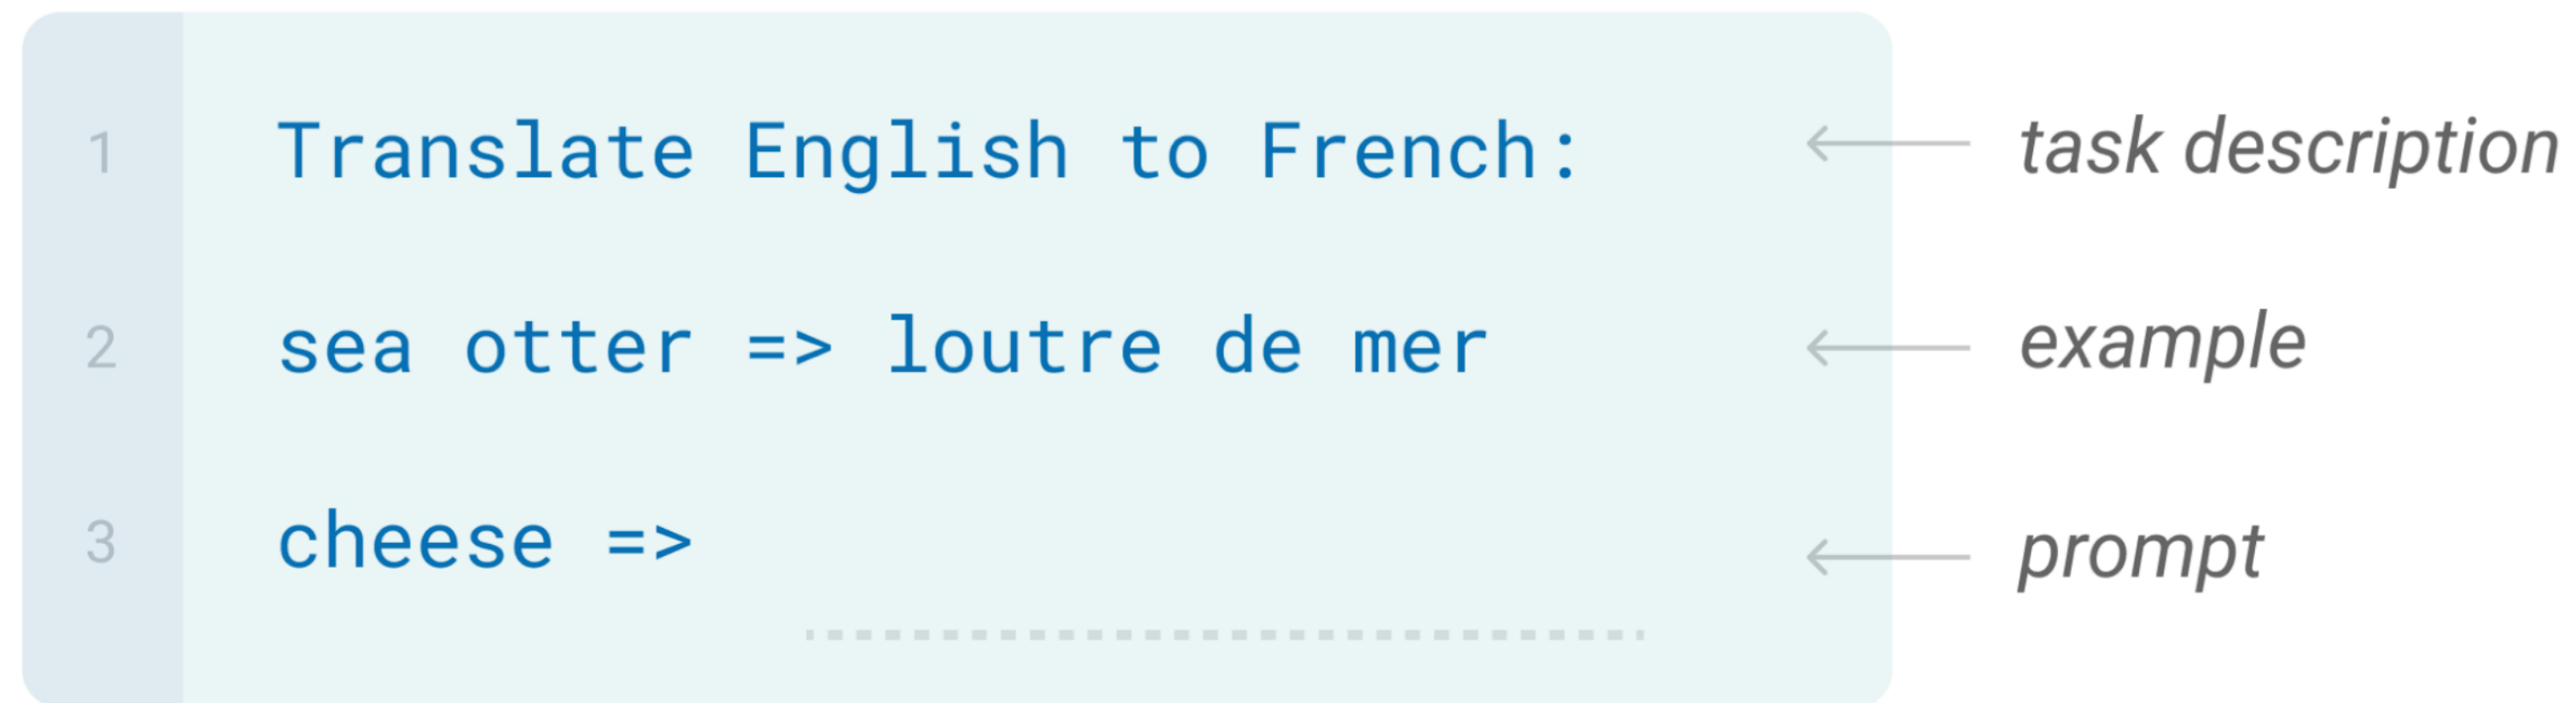 1 Translate English to French: task description
2 sea otter => loutre de mer example
3 cheese => prompt